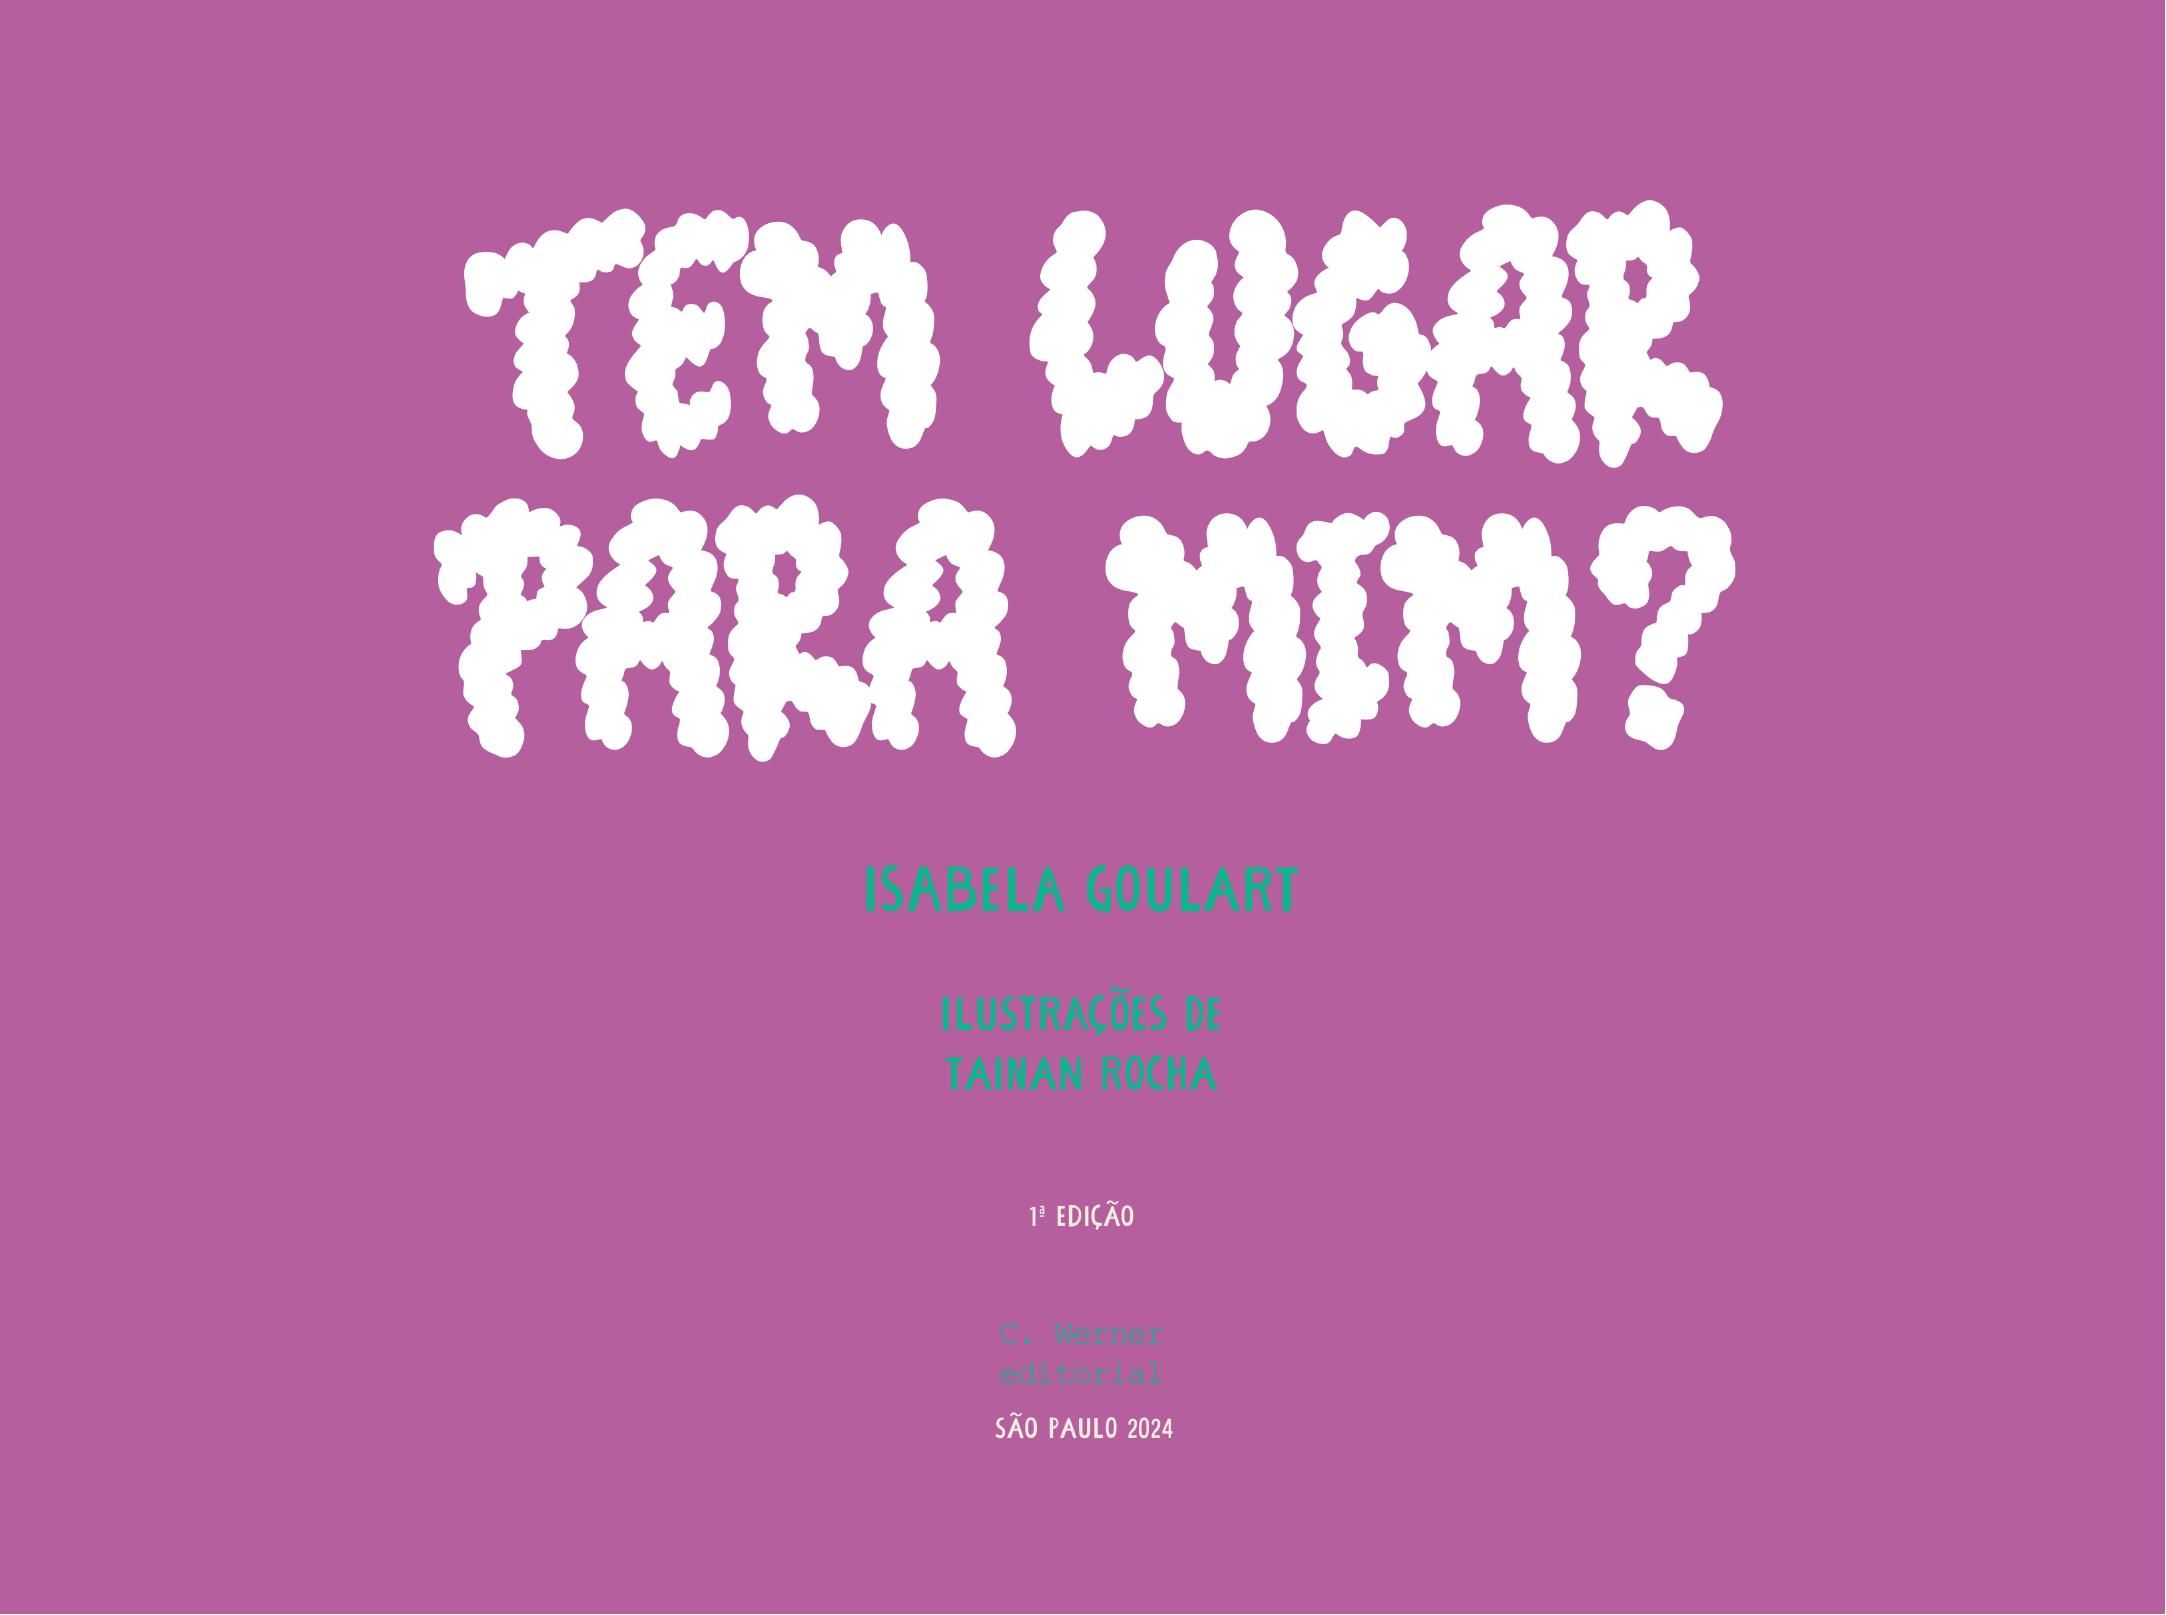 TEM LUGAR
PARA MIM?
ISABELA GOULART
ILUSTRAÇÕES DE
TAINAN ROCHA
1ª EDIÇÃO
C. Werner
editorial
SÃO PAULO 2024